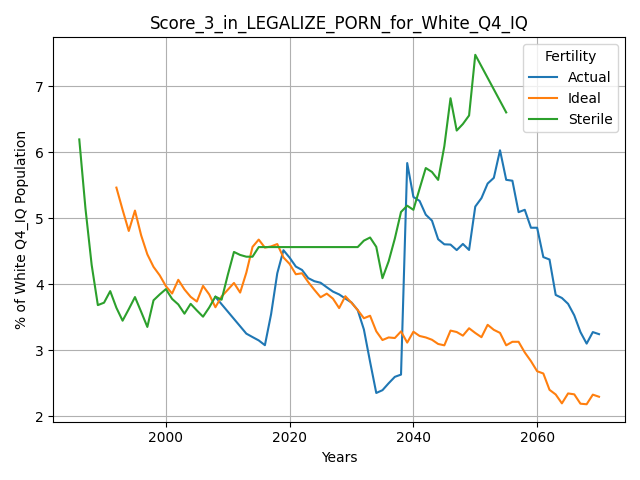 Score_3_in_LEGALIZE_PORN_for_White_Q4_IQ
% of White Q4_IQ Population
7
6
5
4
3
2
Fertility
Actual
Ideal
Sterile
2000
2020
2040
2060
Years